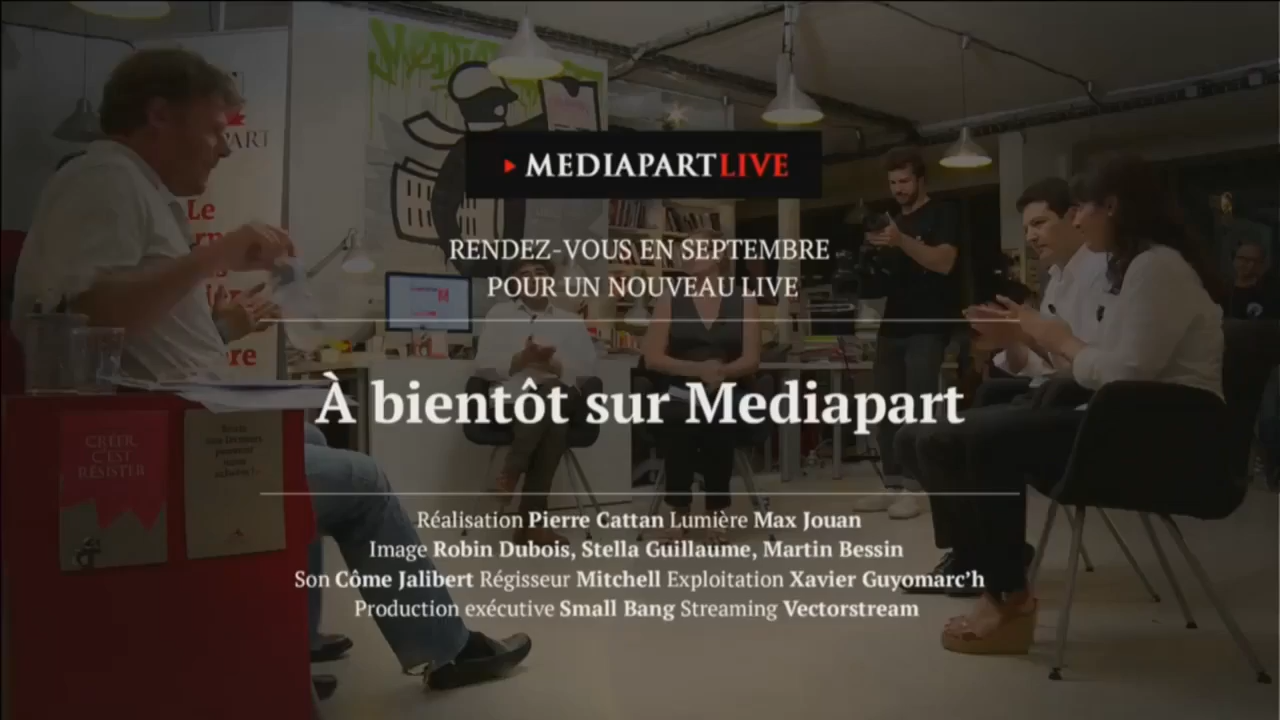 MEDIAPARTLIVE
RENDEZ-VOUS EN SEPTEMBRE
POUR UN NOUVEAU LIVE
À bientôt sur Mediapart
Réalisation Pierre Cattan Lumière Max Jouan
Image Robin Dubois, Stella Guillaume, Martin Bessin
Son Côme Jalibert Régisseur Mitchell Exploitation Xavier Guyomarc'h
Production exécutive Small Bang Streaming Vectorstream
Le
CRÉER,
C'EST
RÉSISTER